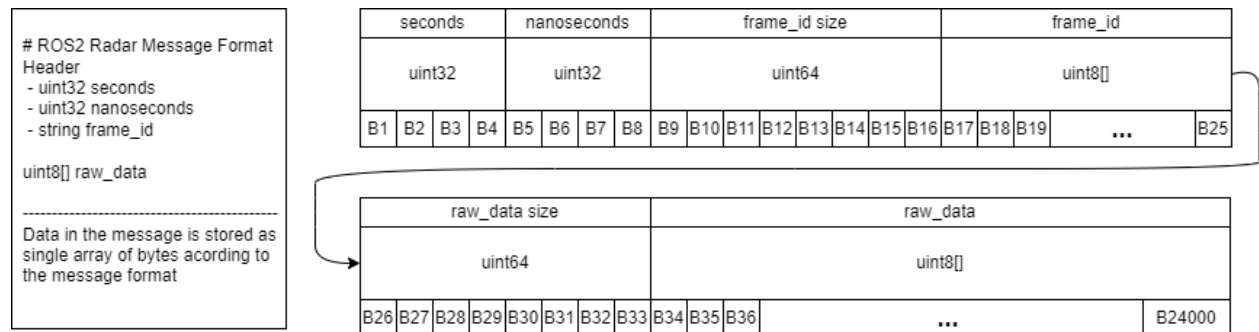 # ROS2 Radar Message Format
Header
- uint32 seconds
- uint32 nanoseconds
- string frame_id
uint8[] raw_data
--------------------------------------------
Data in the message is stored as
single array of bytes acording to
the message format
seconds nanoseconds frame_id size frame_id
uint32 uint32 uint64 uint8[]
B1 B2 B3 B4 B5 B6 B7 B8 B9 B10 B11 B12 B13 B14 B15 B16 B17 B18 B19 ... B25
raw_data size raw_data
uint64 uint8[]
B26 B27 B28 B29 B30 B31 B32 B33 B34 B35 B36 ... B24000